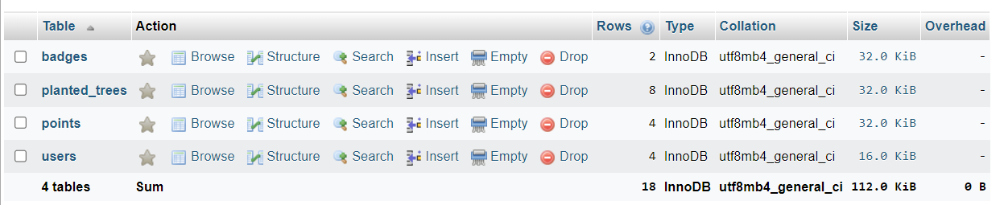 Table Action Rows Type Collation Size Overhead
badges Browse Structure Search Insert Empty Drop 2 InnoDB utf8mb4_general_ci 32.0 KiB -
planted_trees Browse Structure Search Insert Empty Drop 8 InnoDB utf8mb4_general_ci 32.0 KiB -
points Browse Structure Search Insert Empty Drop 4 InnoDB utf8mb4_general_ci 32.0 KiB -
users Browse Structure Search Insert Empty Drop 4 InnoDB utf8mb4_general_ci 16.0 KiB -
4 tables Sum 18 InnoDB utf8mb4_general_ci 112.0 KiB 0 B